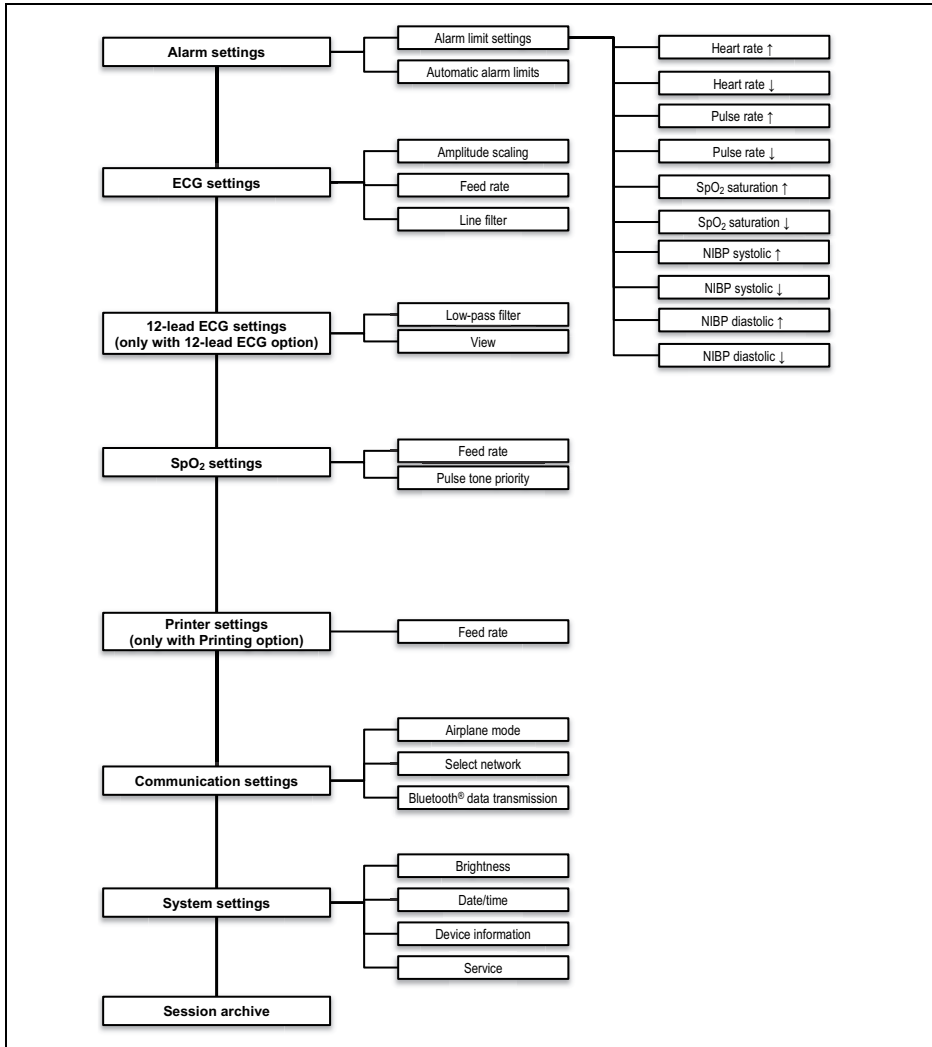 Alarm settings
Alarm limit settings
Automatic alarm limits
Heart rate ↑
Heart rate ↓
Pulse rate ↑
Pulse rate ↓
SpO₂ saturation ↑
SpO₂ saturation ↓
NIBP systolic ↑
NIBP systolic ↓
NIBP diastolic ↑
NIBP diastolic ↓
ECG settings
Amplitude scaling
Feed rate
Line filter
12-lead ECG settings
(only with 12-lead ECG option)
Low-pass filter
View
SpO₂ settings
Feed rate
Pulse tone priority
Printer settings
(only with Printing option)
Feed rate
Communication settings
Airplane mode
Select network
Bluetooth® data transmission
System settings
Brightness
Date/time
Device information
Service
Session archive